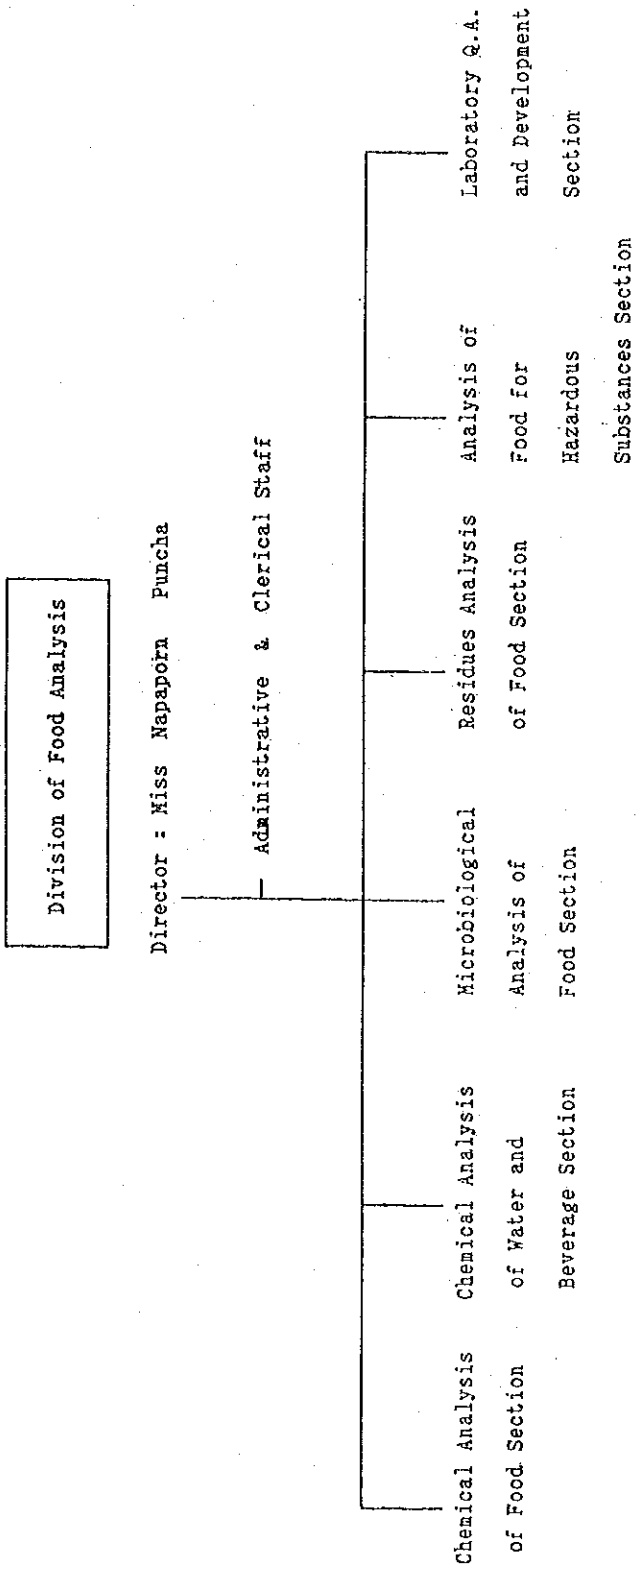 Division of Food Analysis
Director : Miss Napaporn Puncha
Administrative & Clerical Staff
Chemical Analysis
of Food Section
Chemical Analysis
of Water and
Beverage Section
Microbiological
Analysis of
Food Section
Residues Analysis
of Food Section
Analysis of
Food for
Hazardous
Substances Section
Laboratory Q.A.
and Development
Section